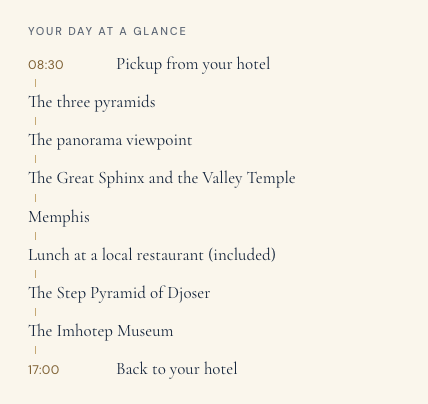 YOUR DAY AT A GLANCE
08:30 Pickup from your hotel
The three pyramids
The panorama viewpoint
The Great Sphinx and the Valley Temple
Memphis
Lunch at a local restaurant (included)
The Step Pyramid of Djoser
The Imhotep Museum
17:00 Back to your hotel